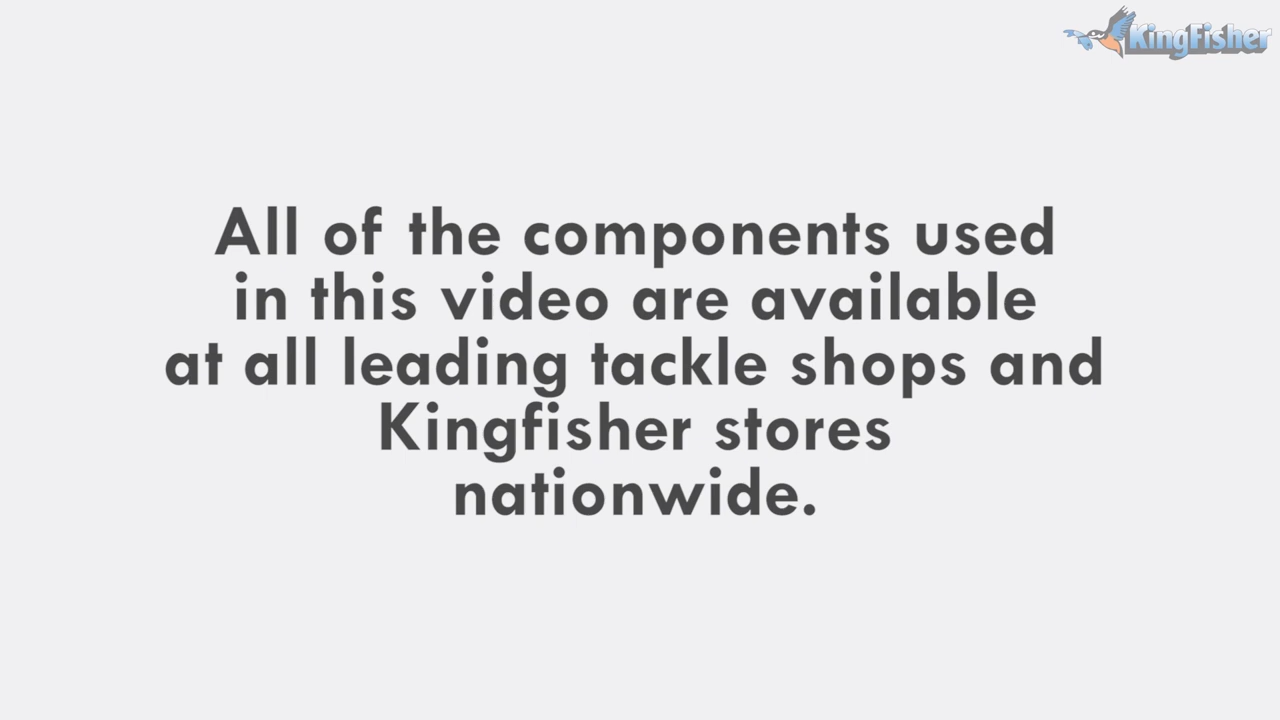 KingFisher
All of the components used
in this video are available
at all leading tackle shops and
Kingfisher stores
nationwide.